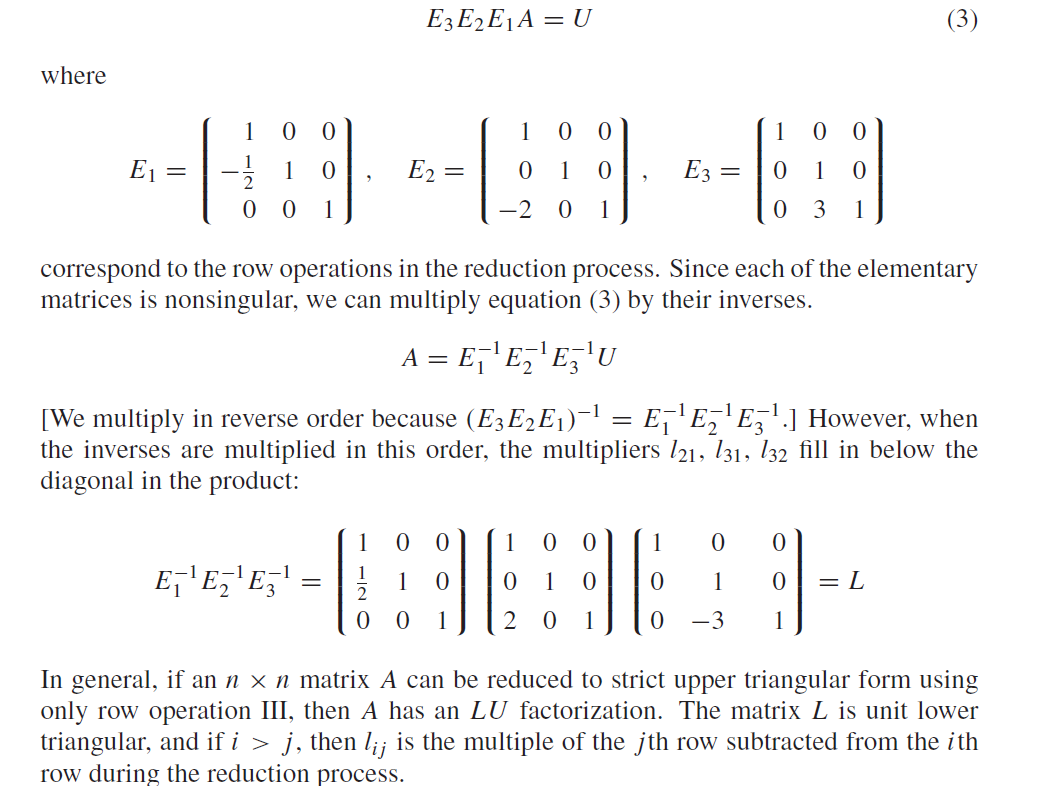 E₃E₂E₁A = U (3)
where
E₁ = ( 1 0 0 ; −1/2 1 0 ; 0 0 1 ), E₂ = ( 1 0 0 ; 0 1 0 ; −2 0 1 ), E₃ = ( 1 0 0 ; 0 1 0 ; 0 3 1 )
correspond to the row operations in the reduction process. Since each of the elementary
matrices is nonsingular, we can multiply equation (3) by their inverses.
A = E₁⁻¹E₂⁻¹E₃⁻¹U
[We multiply in reverse order because (E₃E₂E₁)⁻¹ = E₁⁻¹E₂⁻¹E₃⁻¹.] However, when
the inverses are multiplied in this order, the multipliers l₂₁, l₃₁, l₃₂ fill in below the
diagonal in the product:
E₁⁻¹E₂⁻¹E₃⁻¹ = ( 1 0 0 ; 1/2 1 0 ; 0 0 1 ) ( 1 0 0 ; 0 1 0 ; 2 0 1 ) ( 1 0 0 ; 0 1 0 ; 0 −3 1 ) = L
In general, if an n × n matrix A can be reduced to strict upper triangular form using
only row operation III, then A has an LU factorization. The matrix L is unit lower
triangular, and if i > j, then lᵢⱼ is the multiple of the jth row subtracted from the ith
row during the reduction process.